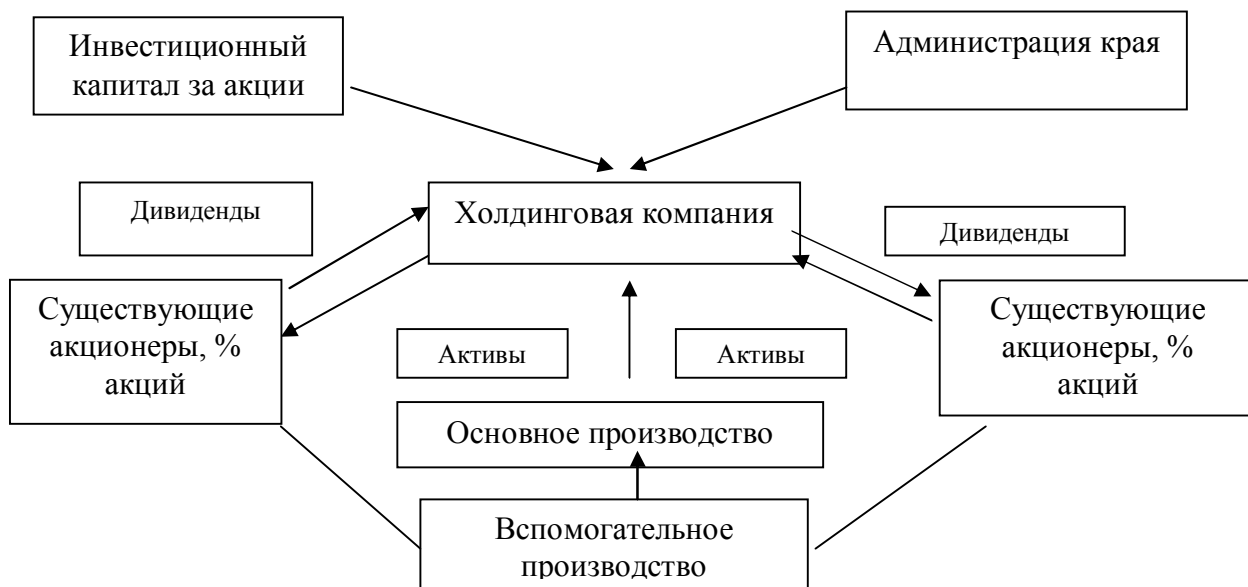 Инвестиционный
капитал за акции
Администрация края
Дивиденды
Холдинговая компания
Дивиденды
Существующие
акционеры, %
акций
Активы
Активы
Существующие
акционеры, %
акций
Основное производство
Вспомогательное
производство